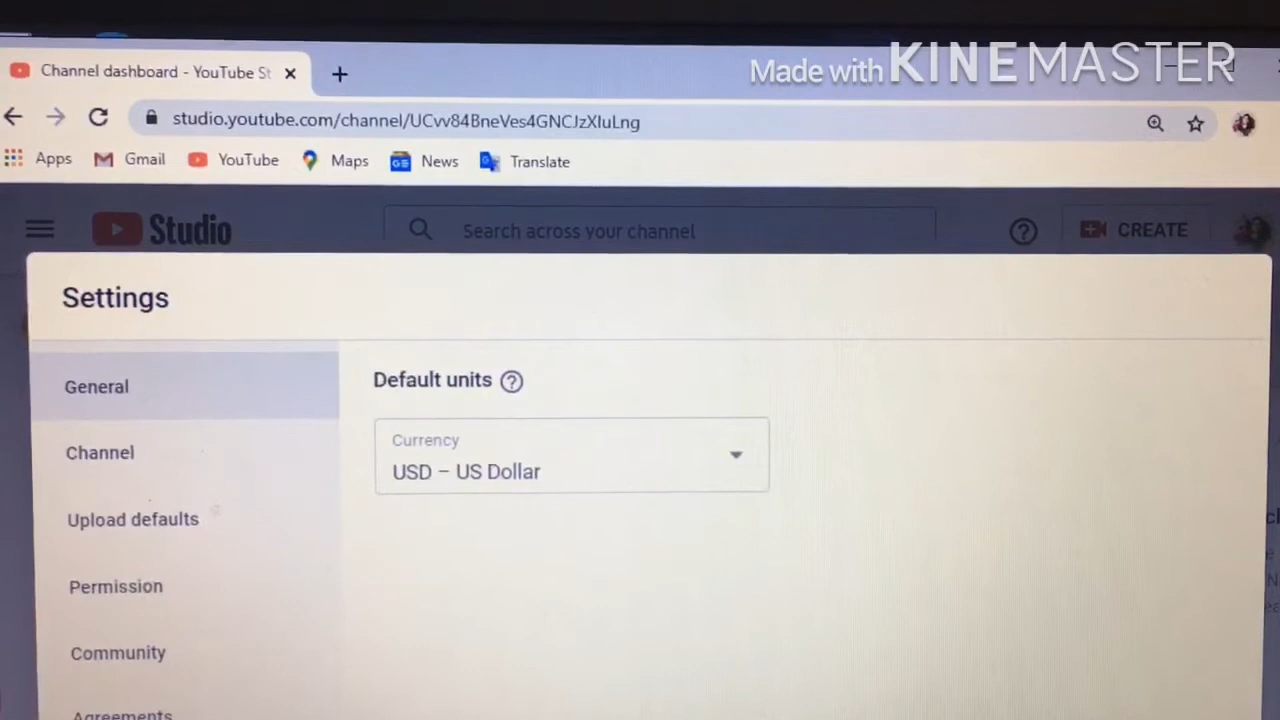 Made with KINEMASTER
Channel dashboard - YouTube St
studio.youtube.com/channel/UCvv84BneVes4GNCJzXIuLng
Apps Gmail YouTube Maps News Translate
Studio Search across your channel CREATE
Settings
General
Default units
Channel
Currency
USD – US Dollar
Upload defaults
Permission
Community
Agreements